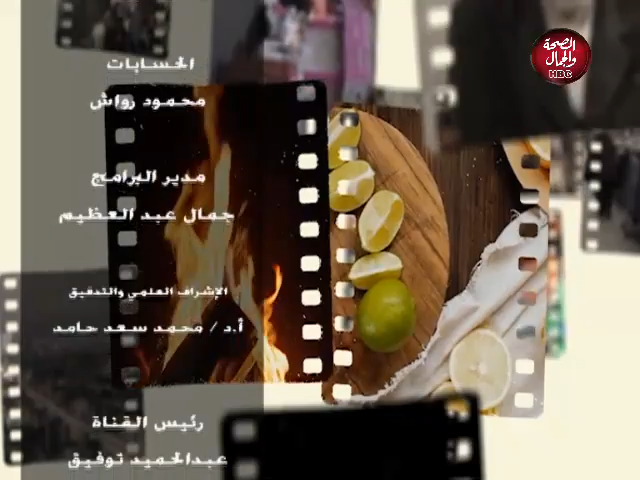 الصحة
والجمال
HBC
الحسابات
محمود رواش
مدير البرامج
جمال عبد العظيم
الإشراف العلمي والتدقيق
أ.د / محمد سعد حامد
رئيس القناة
عبدالحميد توفيق